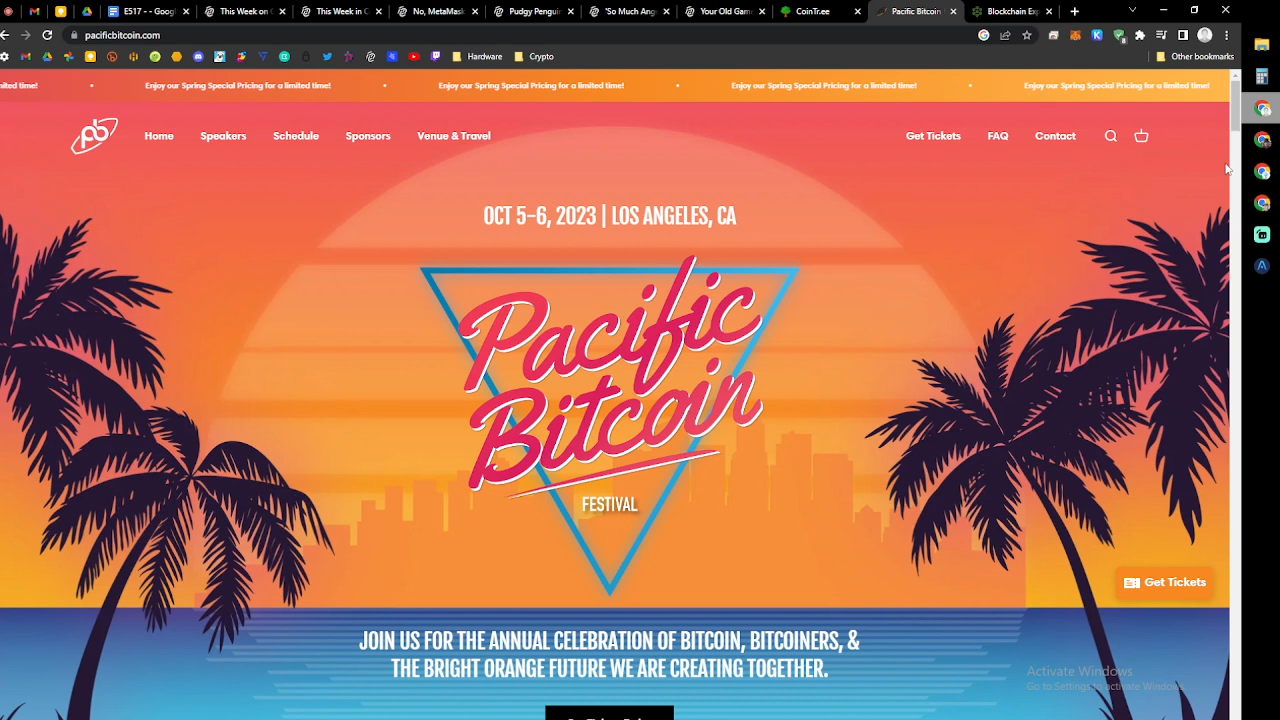 E517 - - Googl
This Week on C
This Week in C
No, MetaMask
Pudgy Penguin
'So Much Ang
Your Old Game
CoinTree
Pacific Bitcoin
Blockchain Exp
pacificbitcoin.com
Hardware
Crypto
Other bookmarks
mited time!
Enjoy our Spring Special Pricing for a limited time!
Enjoy our Spring Special Pricing for a limited time!
Enjoy our Spring Special Pricing for a limited time!
Enjoy our Spring Special Pricing for a limited time!
pb
Home
Speakers
Schedule
Sponsors
Venue & Travel
Get Tickets
FAQ
Contact
OCT 5-6, 2023 | LOS ANGELES, CA
Pacific
Bitcoin
FESTIVAL
Get Tickets
JOIN US FOR THE ANNUAL CELEBRATION OF BITCOIN, BITCOINERS, &
THE BRIGHT ORANGE FUTURE WE ARE CREATING TOGETHER.
Activate Windows
Go to Settings to activate Windows.